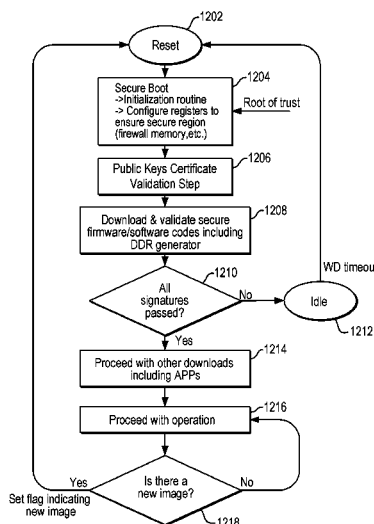 1202
Reset
1204
Secure Boot
->Initialization routine
-> Configure registers to
ensure secure region
(firewall memory,etc.)
Root of trust
1206
Public Keys Certificate
Validation Step
1208
Download & validate secure
firmware/software codes including
DDR generator
1210
All
signatures
passed?
No
Yes
WD timeout
Idle
1212
1214
Proceed with other downloads
including APPs
1216
Proceed with operation
Is there a
new image?
Yes
No
Set flag indicating
new image
1218